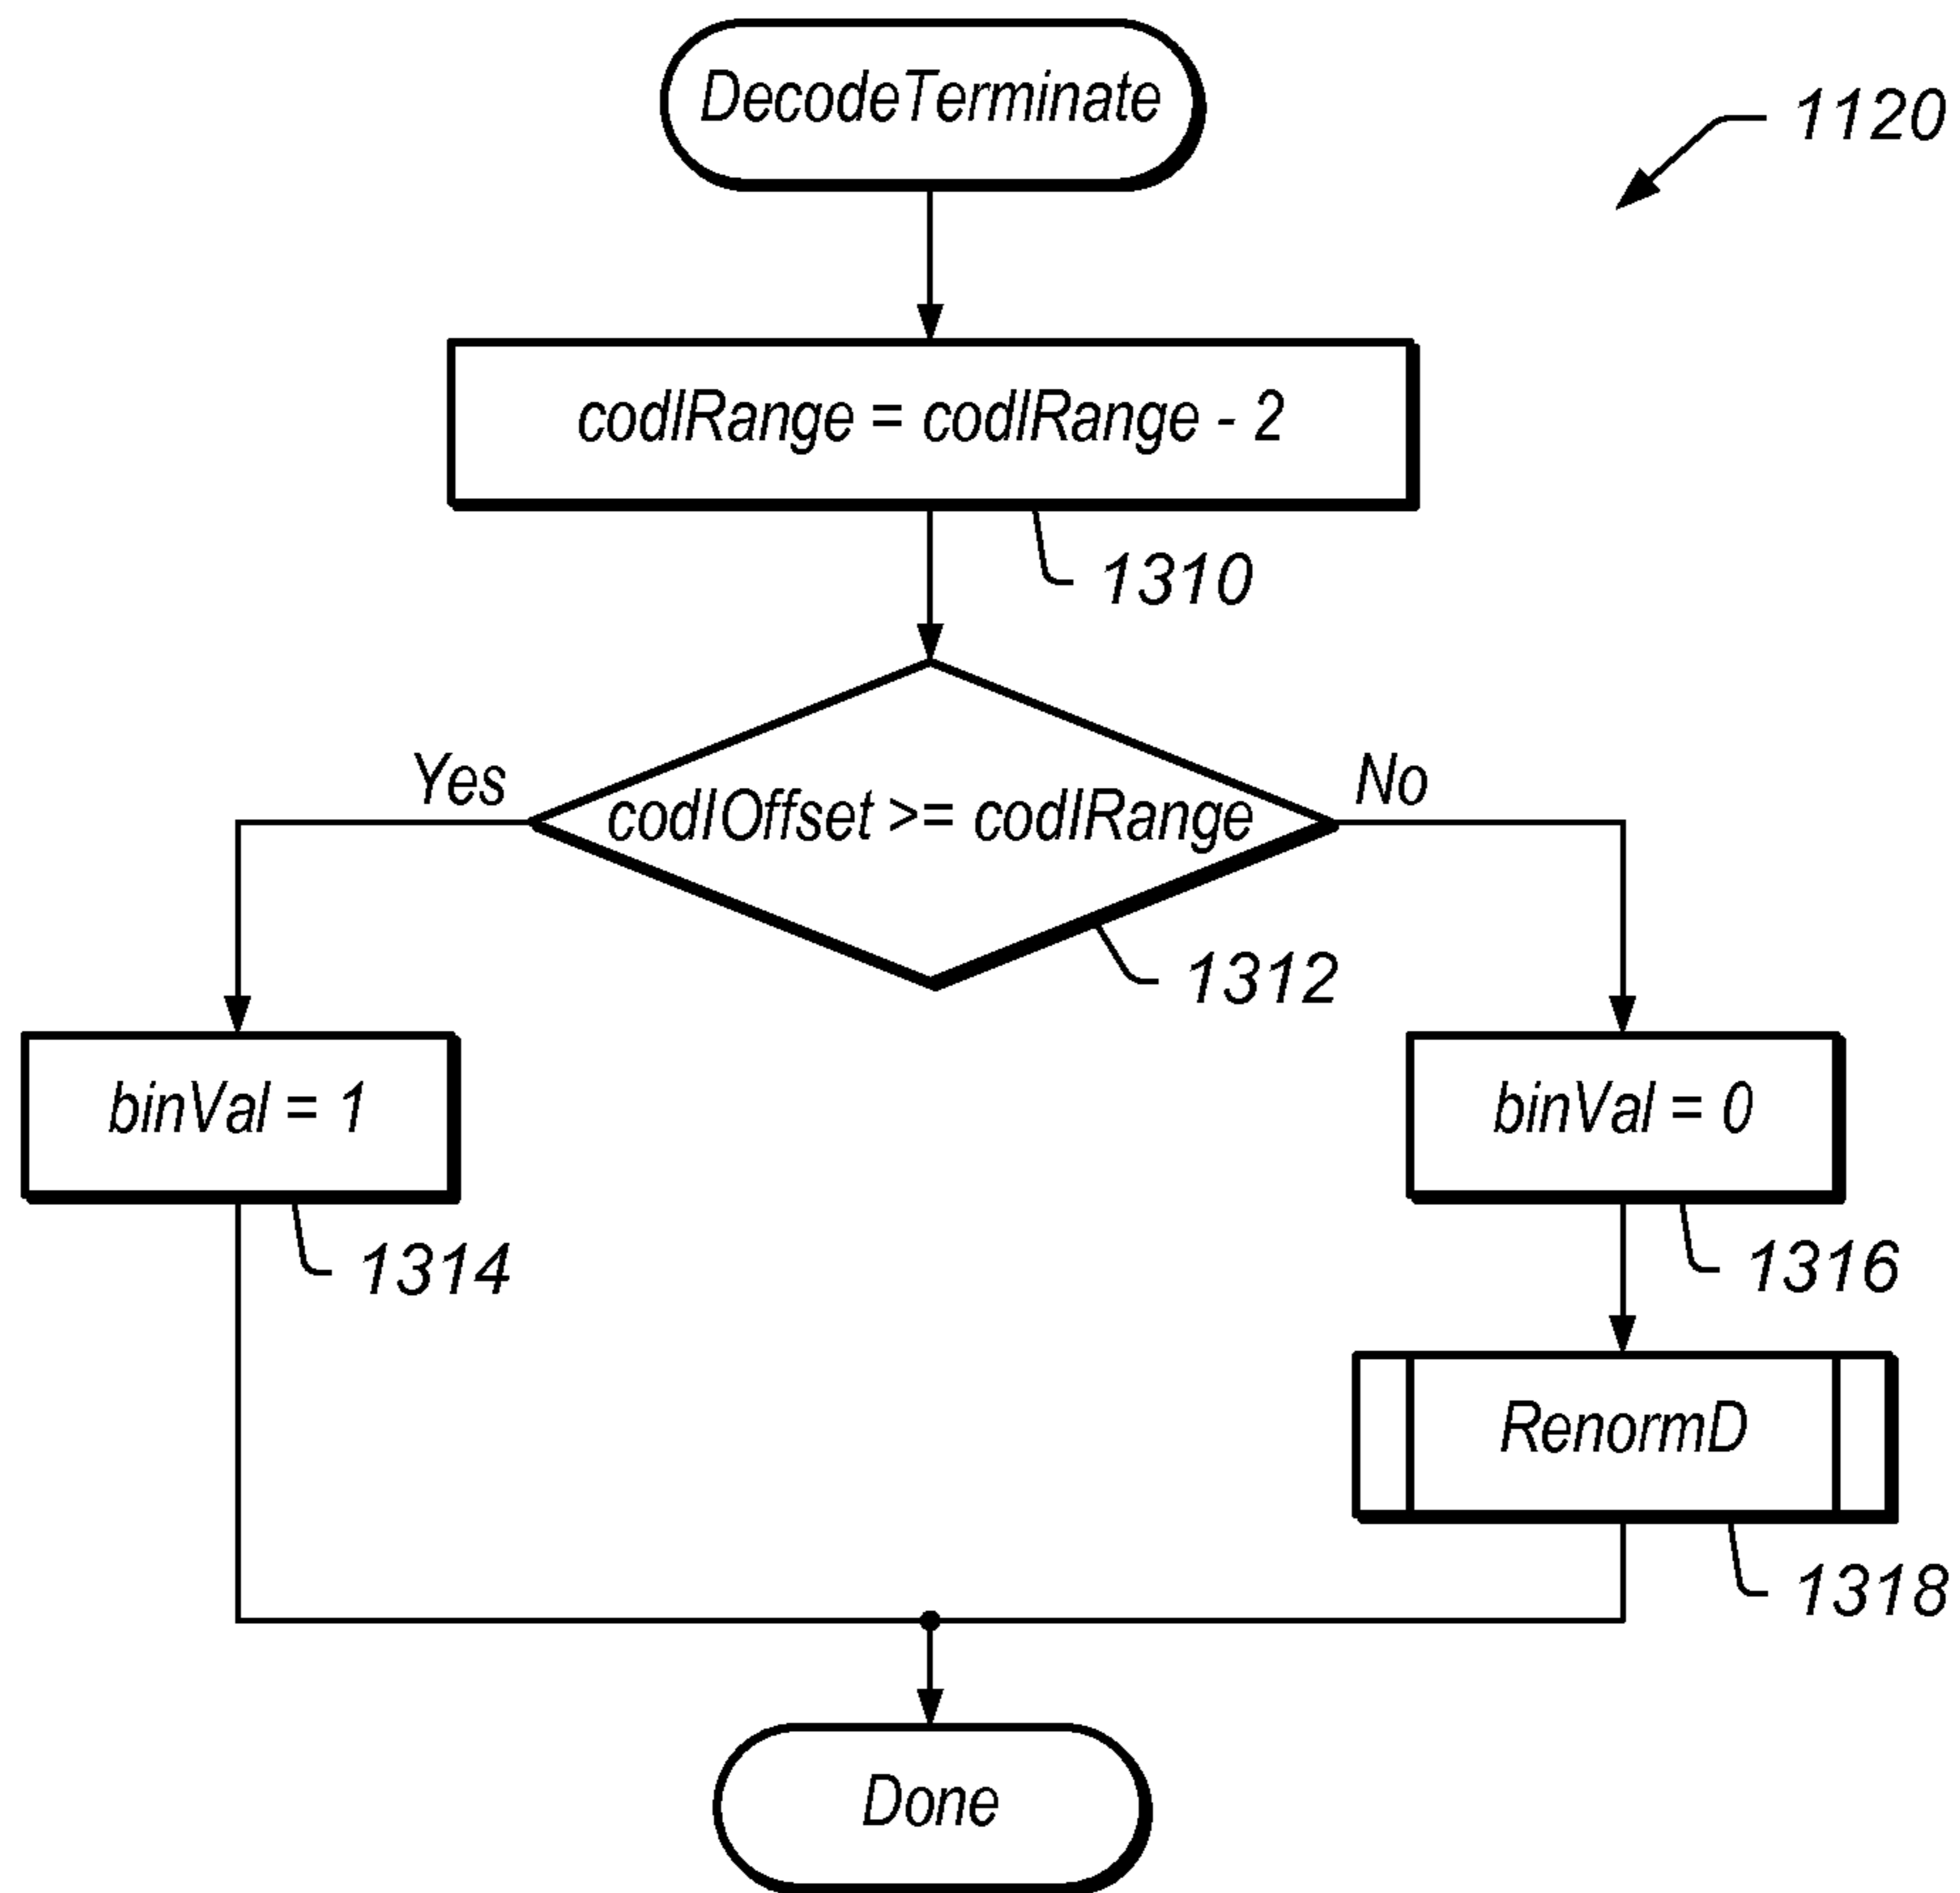 DecodeTerminate
1120
codIRange = codIRange - 2
1310
Yes
No
codIOffset >= codIRange
1312
binVal = 1
binVal = 0
1314
1316
RenormD
1318
Done